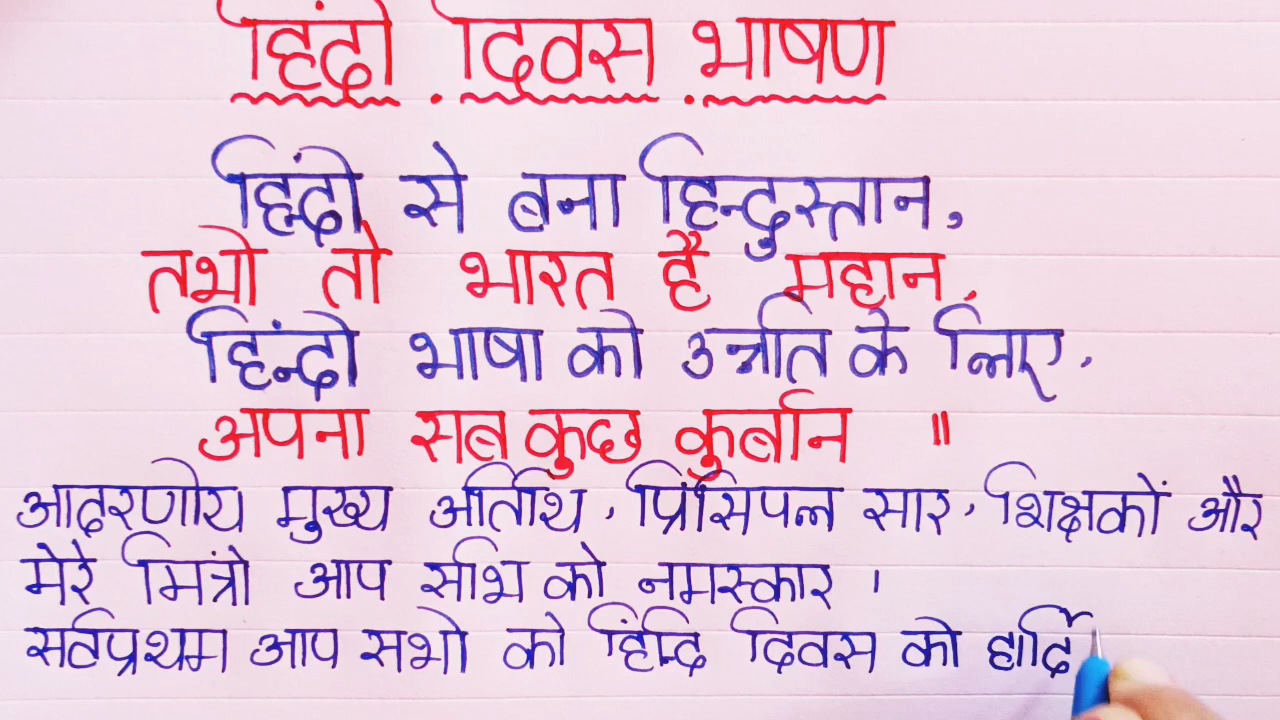 हिंदी दिवस भाषण
हिंदी से बना हिन्दुस्तान,
तभी तो भारत है महान,
हिन्दी भाषा की उन्नति के लिए,
अपना सब कुछ कुर्बान ॥
आदरणीय मुख्य अतिथि, प्रिंसिपल सार, शिक्षकों और
मेरे मित्रों आप सभि को नमस्कार ।
सर्वप्रथम आप सभी को हिंदि दिवस की हार्दि